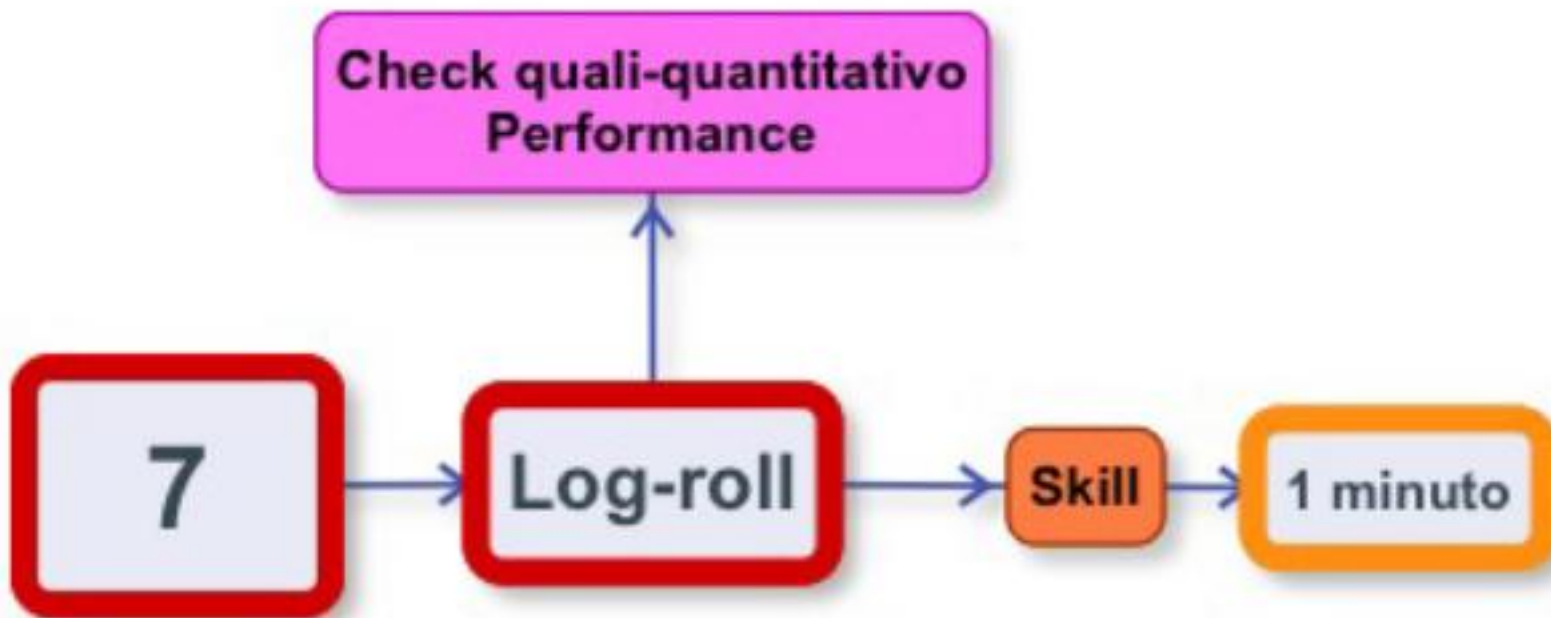 Check quali-quantitativo
Performance
7
Log-roll
Skill
1 minuto